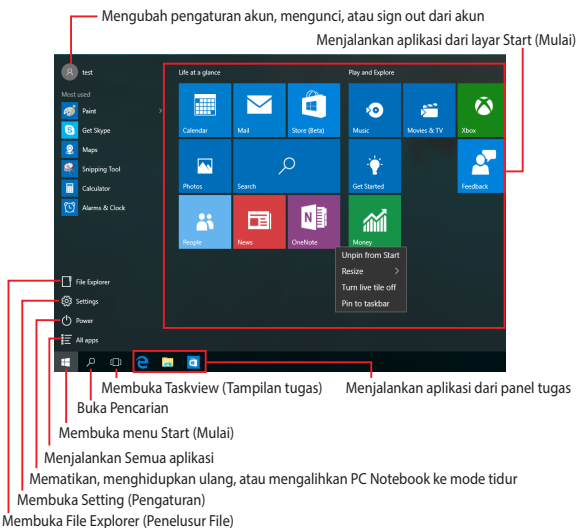 Mengubah pengaturan akun, mengunci, atau sign out dari akun
Menjalankan aplikasi dari layar Start (Mulai)
test
Life at a glance
Play and Explore
Most used
Paint
Get Skype
Maps
Snipping Tool
Calculator
Alarms & Clock
Calendar
Mail
Store (Beta)
Music
Movies & TV
Xbox
Photos
Search
Get Started
Feedback
People
News
OneNote
Money
Unpin from Start
Resize
Turn live tile off
Pin to taskbar
File Explorer
Settings
Power
All apps
Membuka Taskview (Tampilan tugas)
Menjalankan aplikasi dari panel tugas
Buka Pencarian
Membuka menu Start (Mulai)
Menjalankan Semua aplikasi
Mematikan, menghidupkan ulang, atau mengalihkan PC Notebook ke mode tidur
Membuka Setting (Pengaturan)
Membuka File Explorer (Penelusur File)